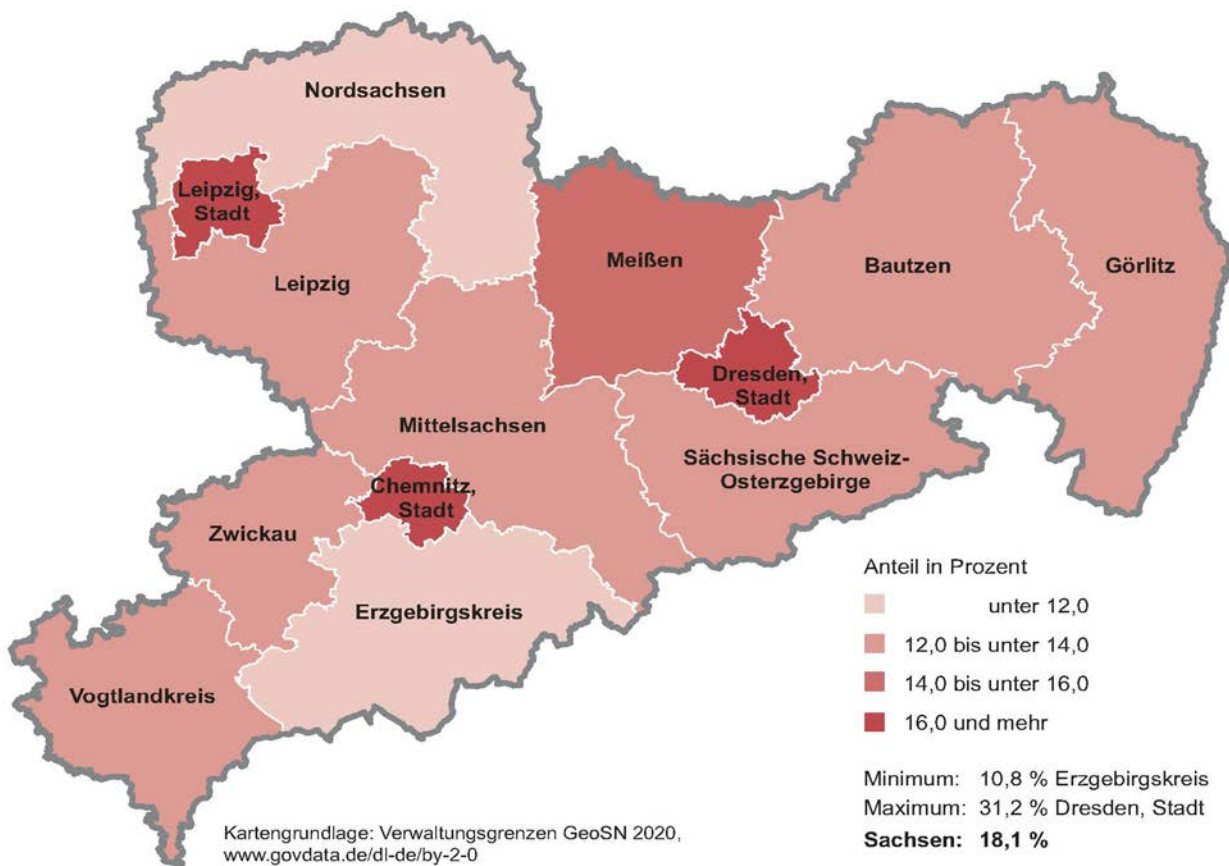 Nordsachsen
Leipzig,
Stadt
Leipzig
Meißen
Bautzen
Görlitz
Dresden,
Stadt
Mittelsachsen
Sächsische Schweiz-
Osterzgebirge
Chemnitz,
Stadt
Zwickau
Erzgebirgskreis
Vogtlandkreis
Anteil in Prozent
unter 12,0
12,0 bis unter 14,0
14,0 bis unter 16,0
16,0 und mehr
Minimum: 10,8 % Erzgebirgskreis
Maximum: 31,2 % Dresden, Stadt
Sachsen: 18,1 %
Kartengrundlage: Verwaltungsgrenzen GeoSN 2020,
www.govdata.de/dl-de/by-2-0